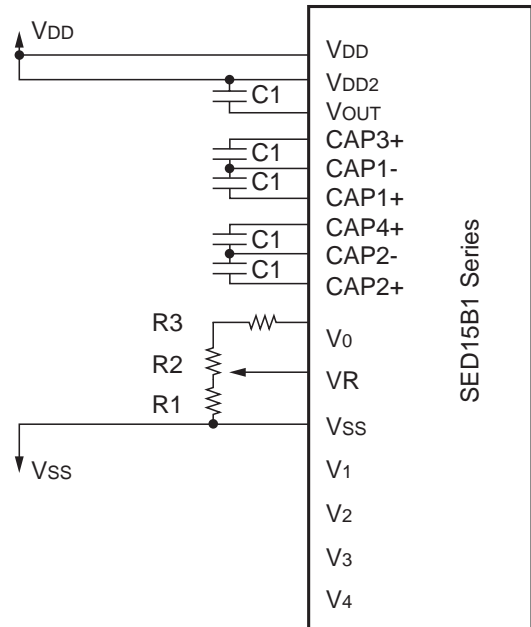 VDD
VDD
VDD2
C1
VOUT
CAP3+
C1
CAP1-
C1
CAP1+
CAP4+
C1
CAP2-
C1
CAP2+
R3
V0
R2
VR
R1
VSS
VSS
V1
V2
V3
V4
SED15B1 Series